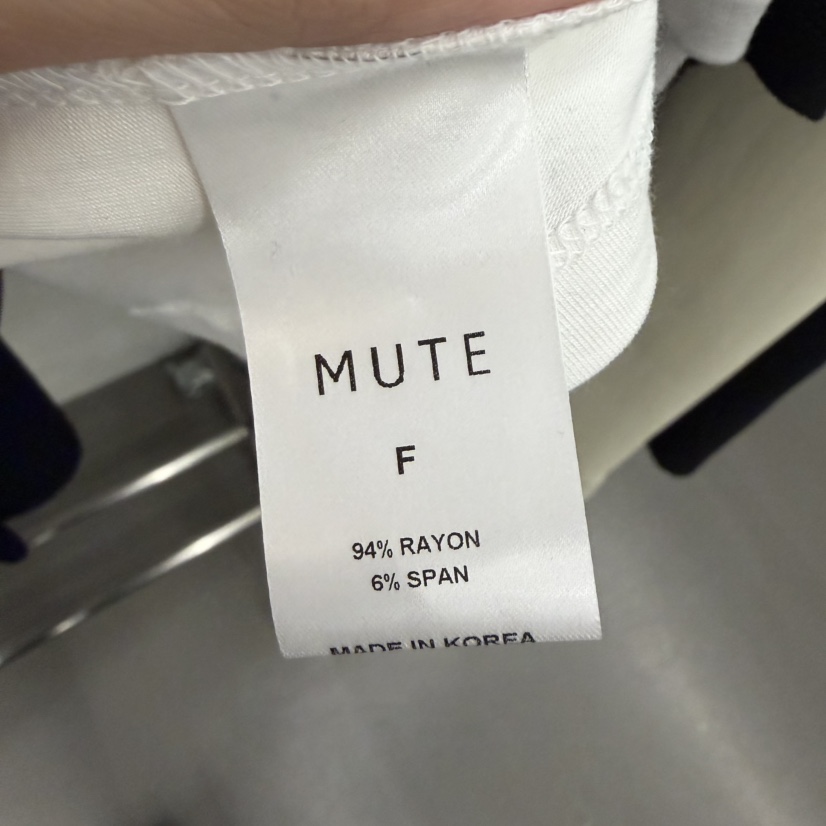 MUTE
F
94% RAYON
6% SPAN
MADE IN KOREA